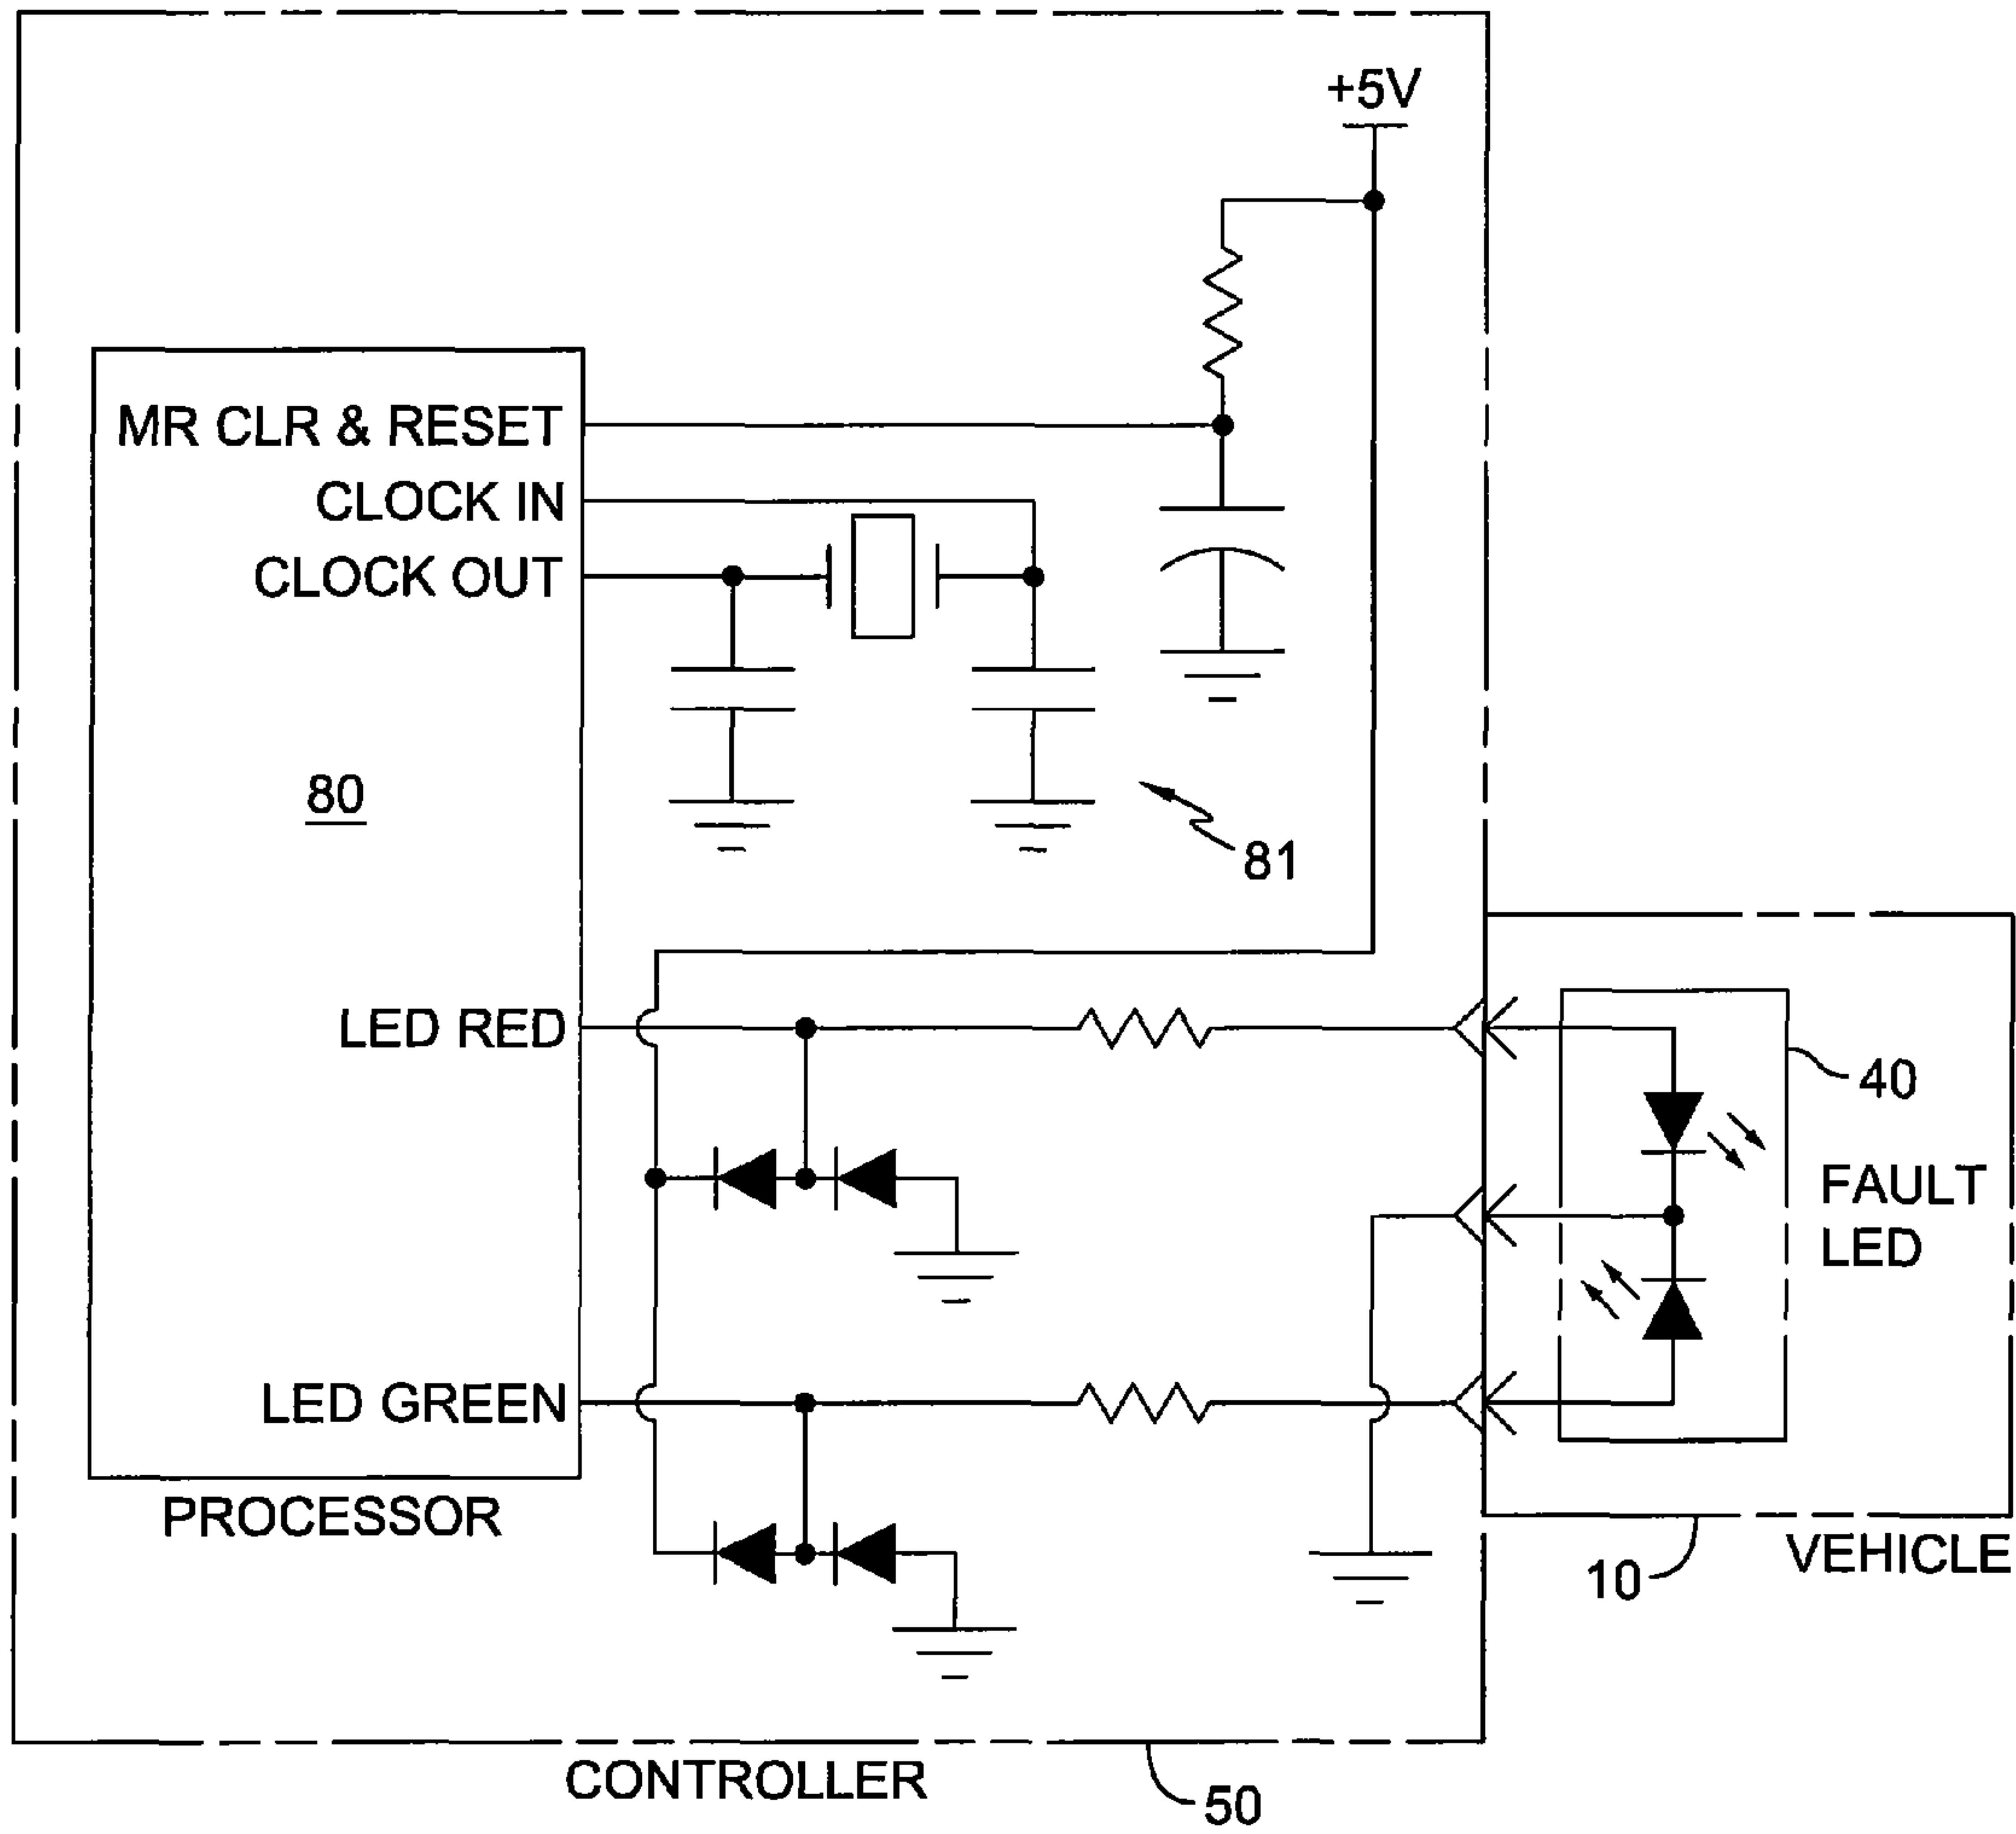 +5V
MR CLR & RESET
CLOCK IN
CLOCK OUT
80
81
LED RED
40
FAULT
LED
LED GREEN
PROCESSOR
10
VEHICLE
CONTROLLER
50